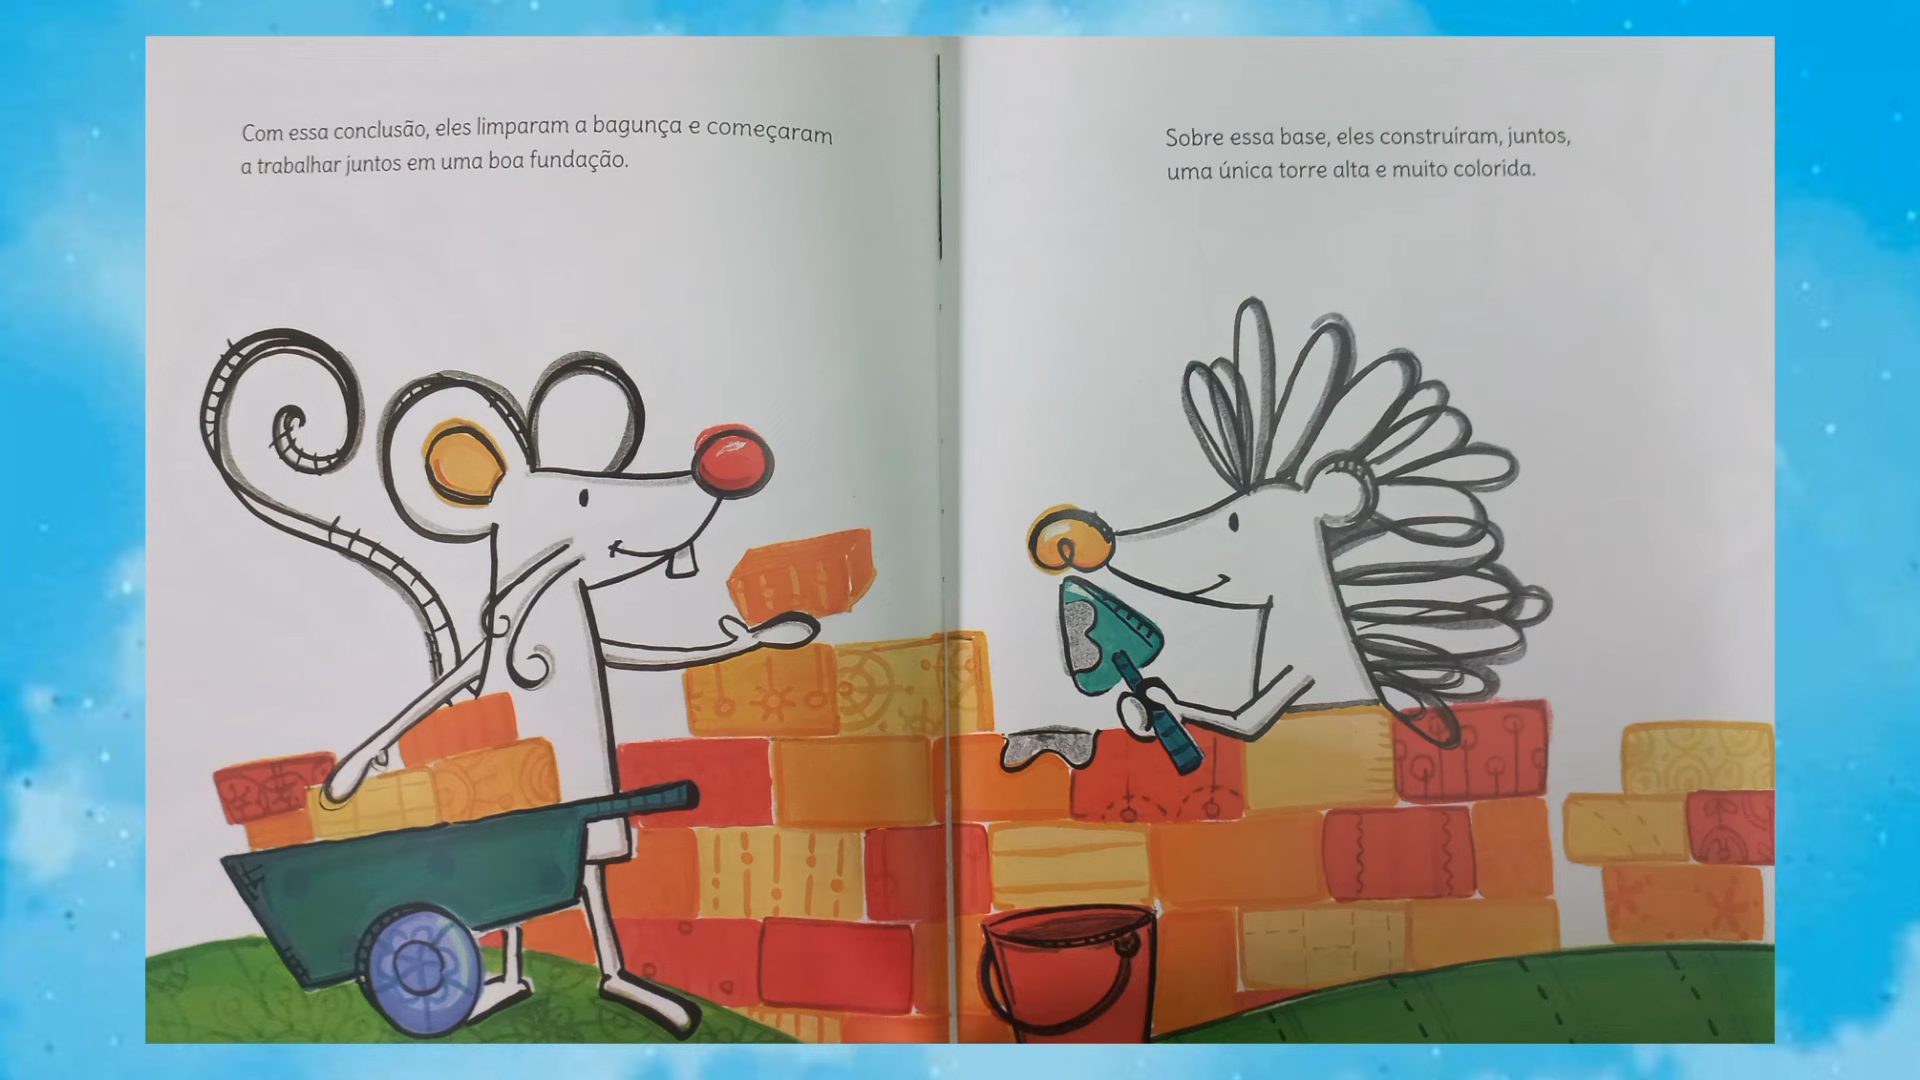 Com essa conclusão, eles limparam a bagunça e começaram
a trabalhar juntos em uma boa fundação.
Sobre essa base, eles construíram, juntos,
uma única torre alta e muito colorida.